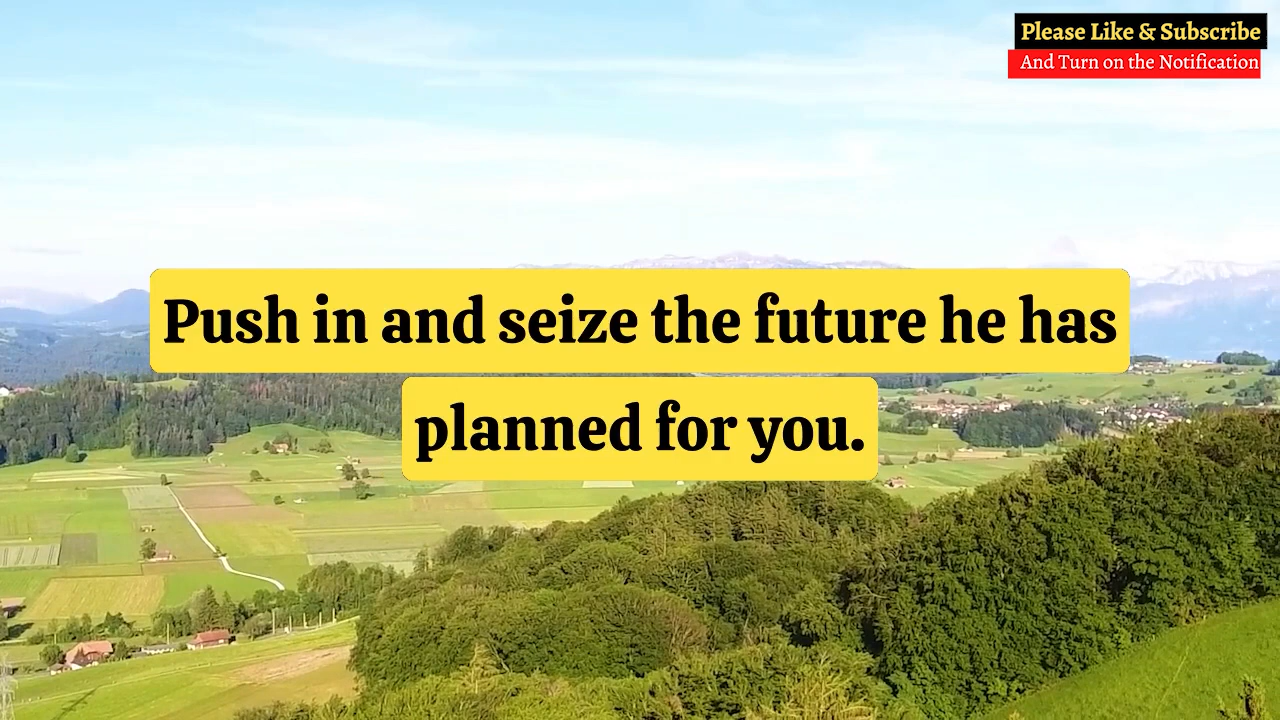 Please Like & Subscribe
And Turn on the Notification
Push in and seize the future he has
planned for you.